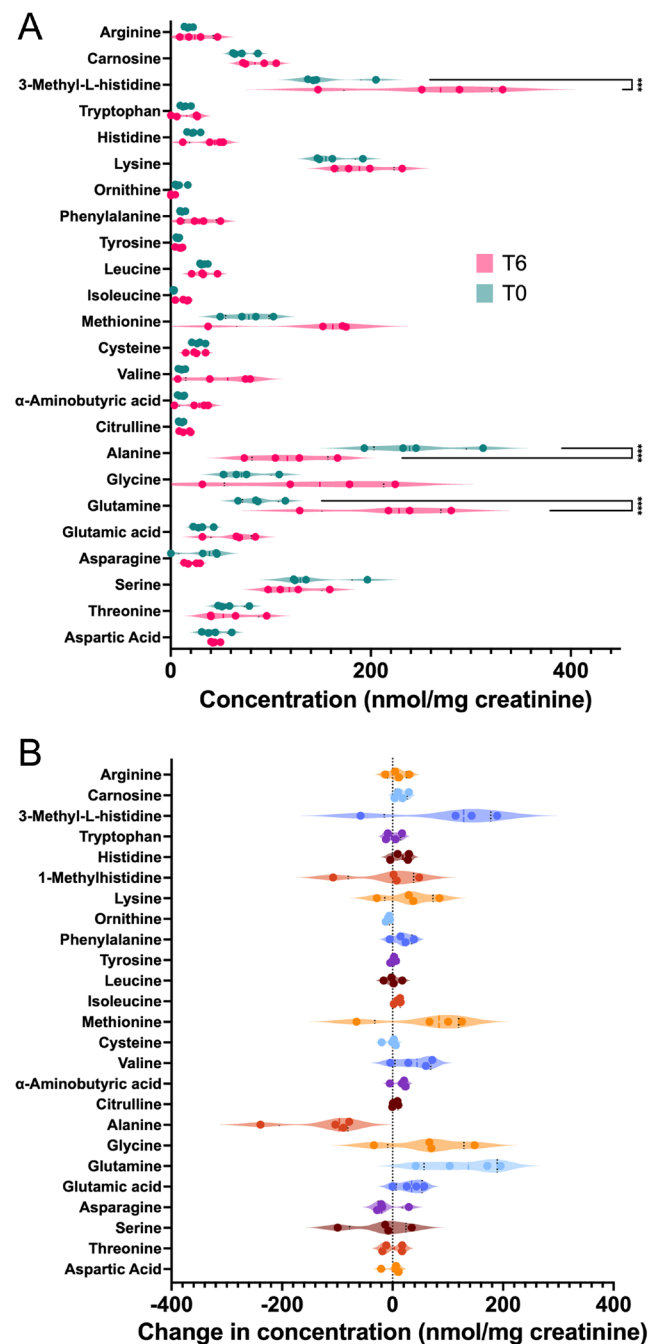 A
Arginine
Carnosine
3-Methyl-L-histidine
***
Tryptophan
Histidine
Lysine
Ornithine
Phenylalanine
Tyrosine
T6
Leucine
T0
Isoleucine
Methionine
Cysteine
Valine
α-Aminobutyric acid
Citrulline
Alanine
****
Glycine
Glutamine
****
Glutamic acid
Asparagine
Serine
Threonine
Aspartic Acid
0 200 400
Concentration (nmol/mg creatinine)
B
Arginine
Carnosine
3-Methyl-L-histidine
Tryptophan
Histidine
1-Methylhistidine
Lysine
Ornithine
Phenylalanine
Tyrosine
Leucine
Isoleucine
Methionine
Cysteine
Valine
α-Aminobutyric acid
Citrulline
Alanine
Glycine
Glutamine
Glutamic acid
Asparagine
Serine
Threonine
Aspartic Acid
-400 -200 0 200 400
Change in concentration (nmol/mg creatinine)